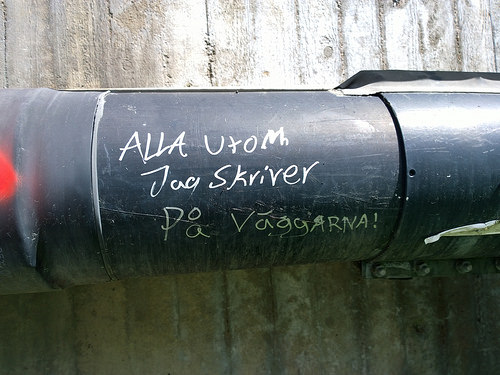 ALLA UtOM
Jag Skriver
På VäggARNA!